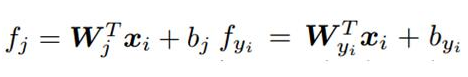 f_j = W_j^T x_i + b_j f_{y_i} = W_{y_i}^T x_i + b_{y_i}